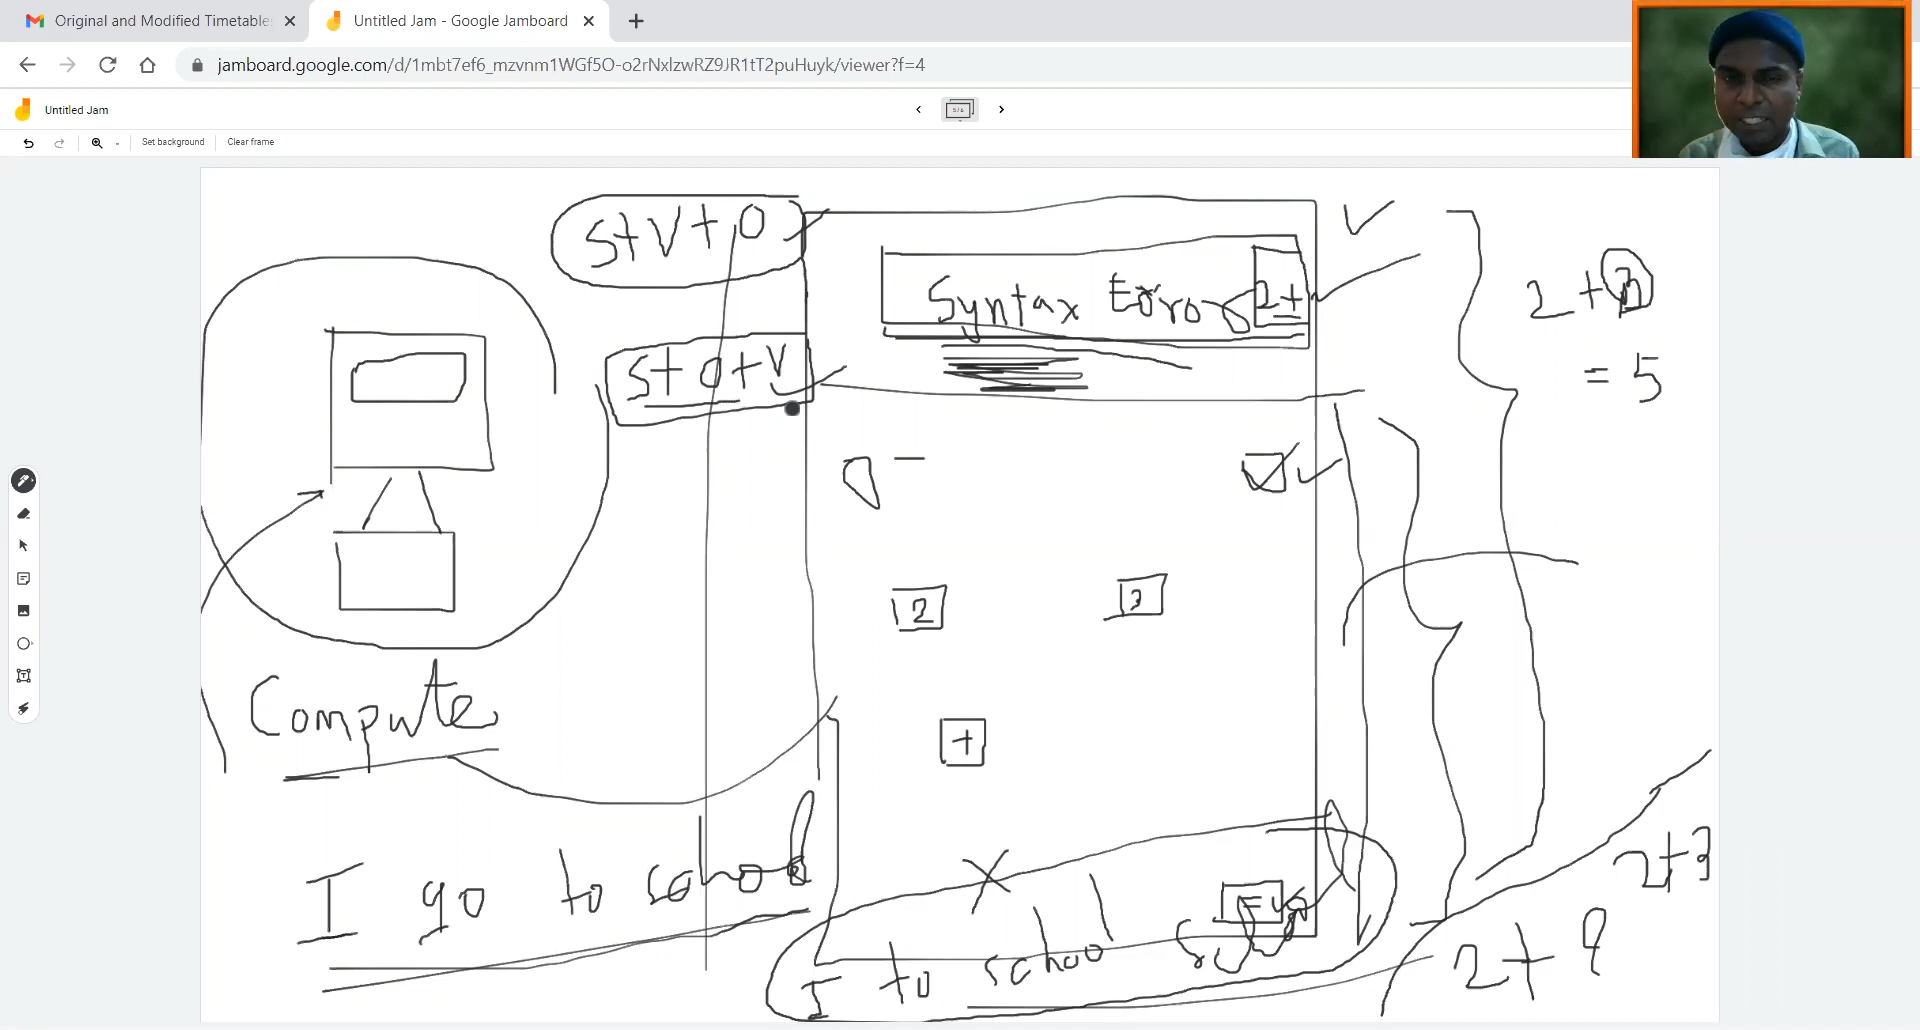 Original and Modified Timetable
Untitled Jam - Google Jamboard
jamboard.google.com/d/1mbt7ef6_mzvnm1WGf5O-o2rNxlzwRZ9JR1tT2puHuyk/viewer?f=4
Untitled Jam
5/6
Set background
Clear frame
S+V+O
Syntax Error 2+
S+O+V
2+3
= 5
2
3
+
Compute
I go to school
=
I to school
2+3
2+